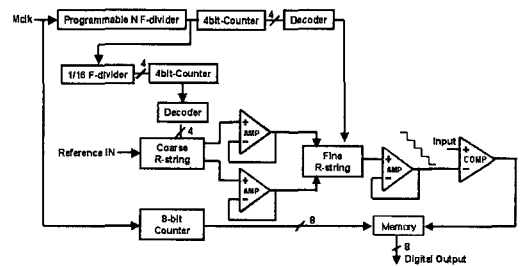 Mclk
Programmable N F-divider
4bit-Counter
4
Decoder
1/16 F-divider
4
4bit-Counter
Decoder
4
Reference IN
Coarse
R-string
+
AMP
−
+
AMP
−
Fine
R-string
+
AMP
−
Input
+
COMP
−
8-bit
Counter
8
Memory
8
Digital Output